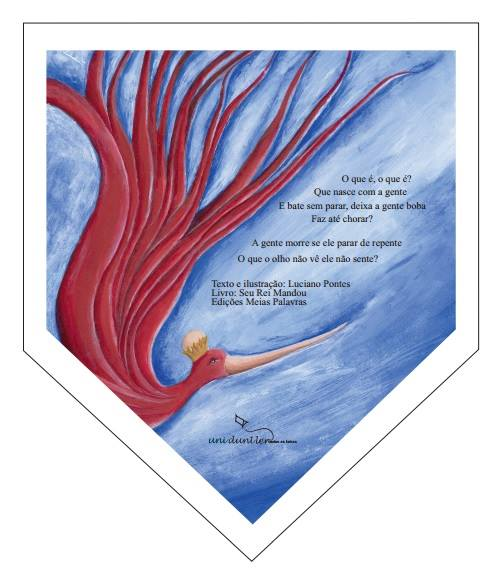 O que é, o que é?
Que nasce com a gente
E bate sem parar, deixa a gente boba
Faz até chorar?
A gente morre se ele parar de repente
O que o olho não vê ele não sente?
Texto e ilustração: Luciano Pontes
Livro: Seu Rei Mandou
Edições Meias Palavras
uniduniler